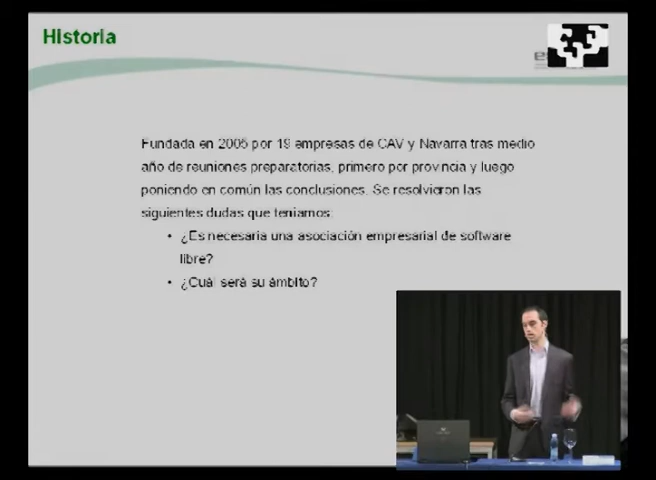 Historia
Fundada en 2005 por 19 empresas de CAV y Navarra tras medio
año de reuniones preparatorias, primero por provincia y luego
poniendo en común las conclusiones. Se resolvieron las
siguientes dudas que teniamos:
• ¿Es necesaria una asociación empresarial de software
libre?
• ¿Cuál será su ámbito?